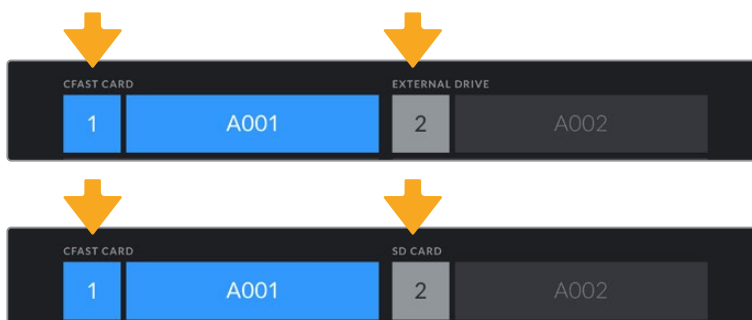 CFAST CARD EXTERNAL DRIVE
1 A001 2 A002
CFAST CARD SD CARD
1 A001 2 A002